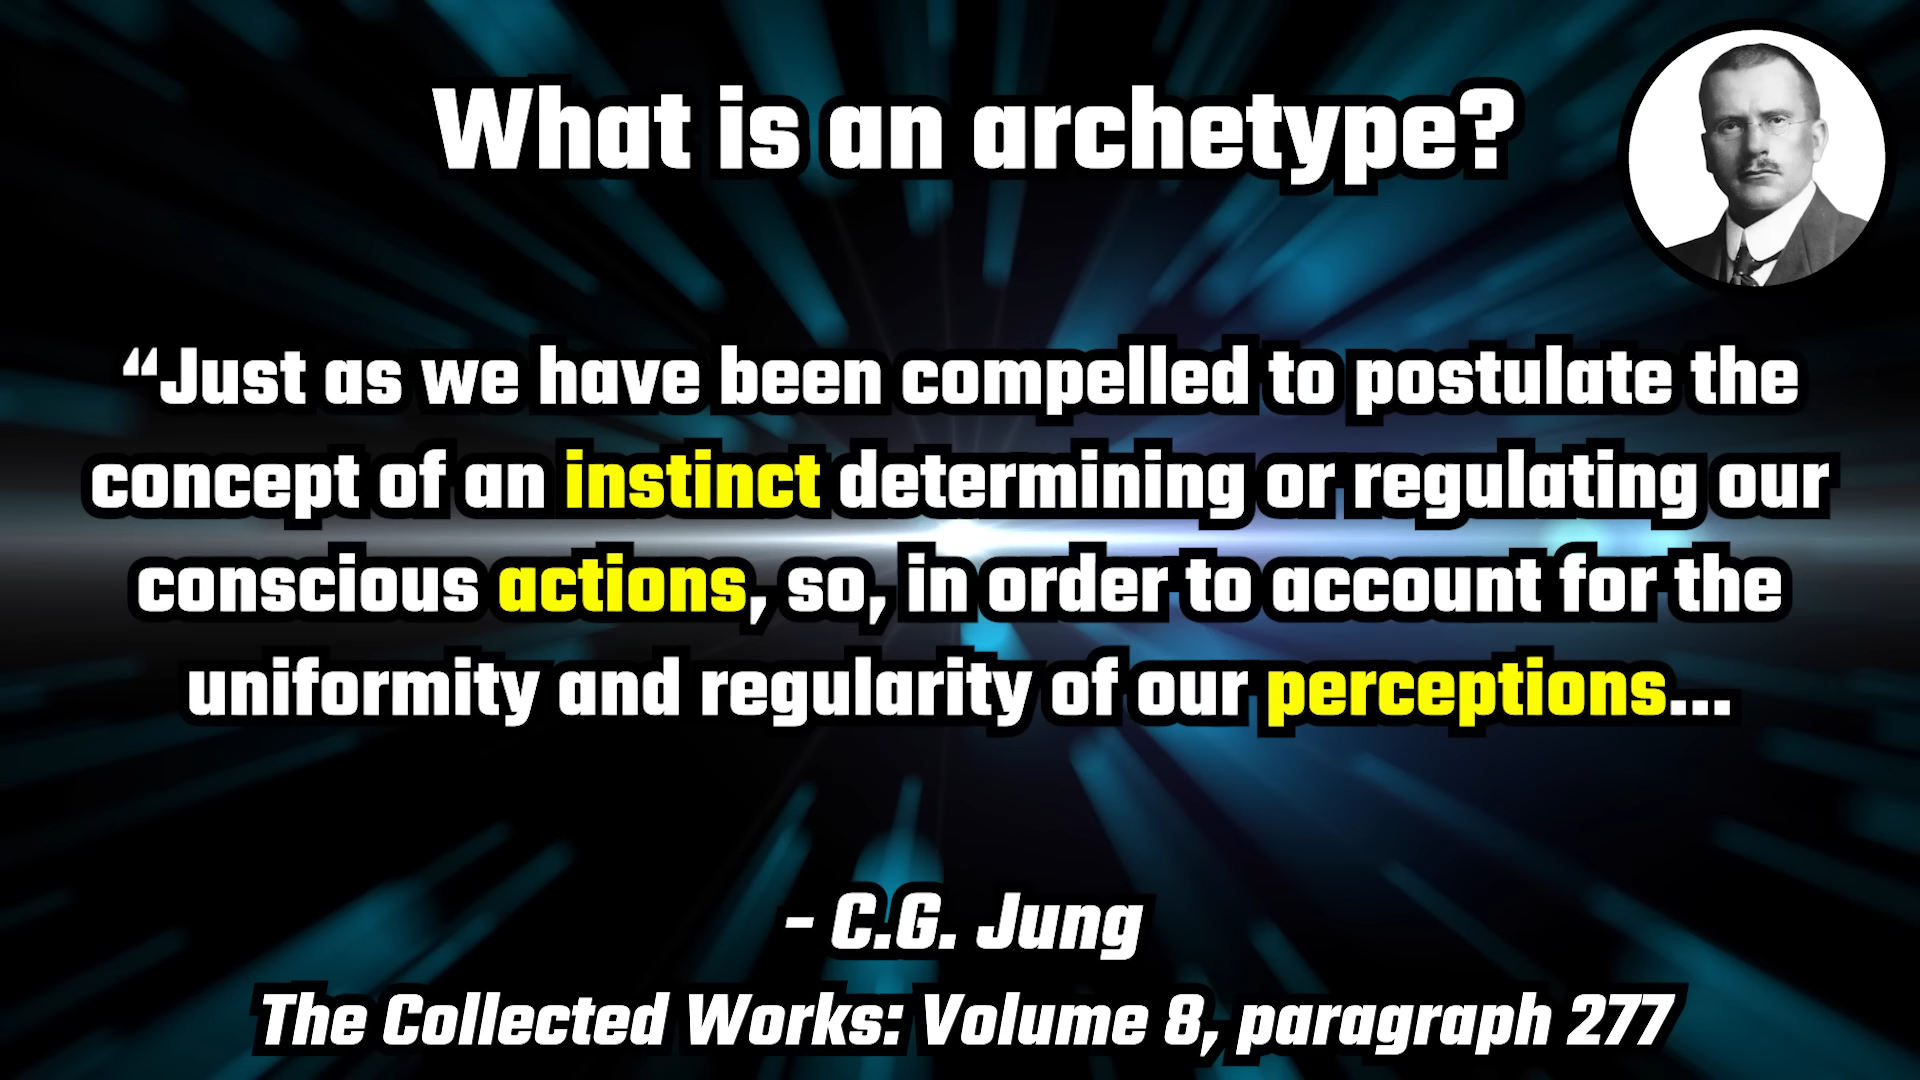 What is an archetype?
“Just as we have been compelled to postulate the
concept of an instinct determining or regulating our
conscious actions, so, in order to account for the
uniformity and regularity of our perceptions...
- C.G. Jung
The Collected Works: Volume 8, paragraph 277